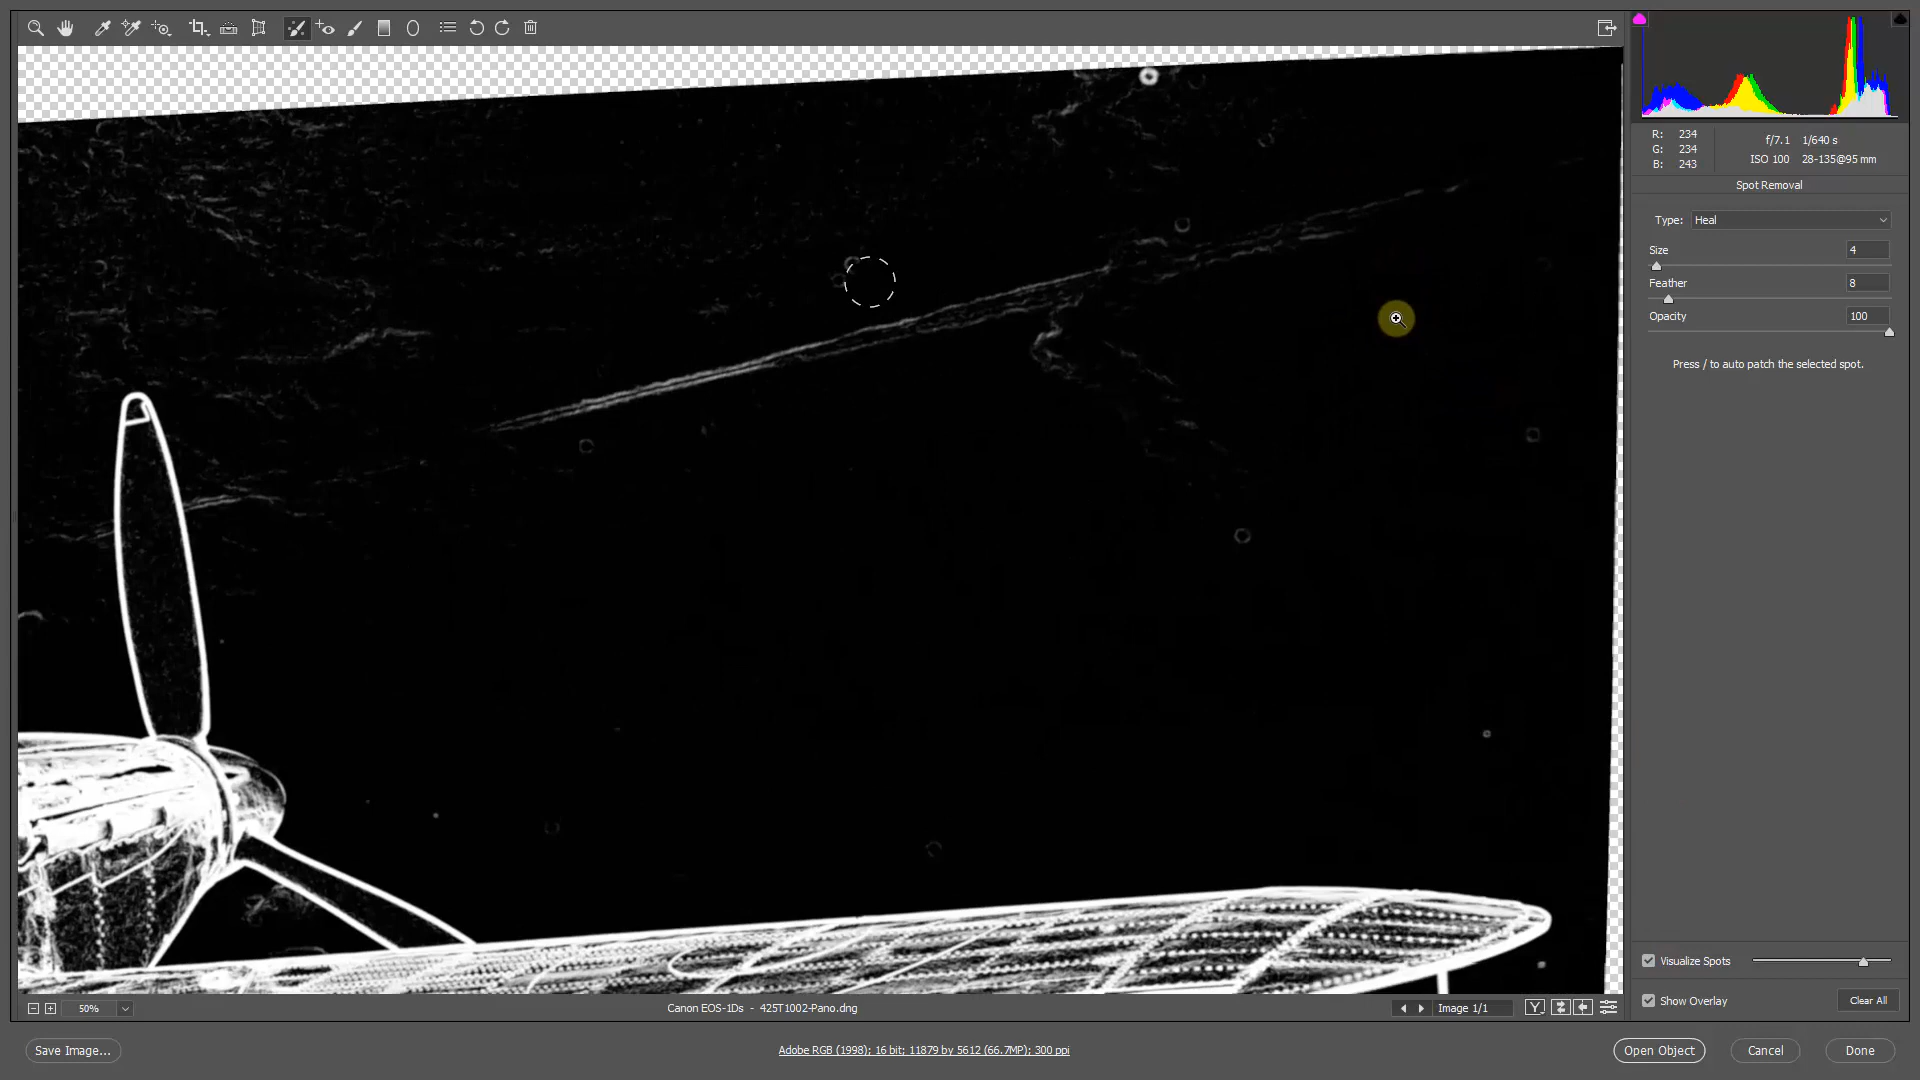 R: 234
G: 234
B: 243
f/7.1 1/640 s
ISO 100 28-135@95 mm
Spot Removal
Type: Heal
Size 4
Feather 8
Opacity 100
Press / to auto patch the selected spot.
Visualize Spots
Show Overlay
Clear All
50%
Canon EOS-1Ds - 425T1002-Pano.dng
Image 1/1
Y
Save Image...
Adobe RGB (1998); 16 bit; 11879 by 5612 (66.7MP); 300 ppi
Open Object
Cancel
Done